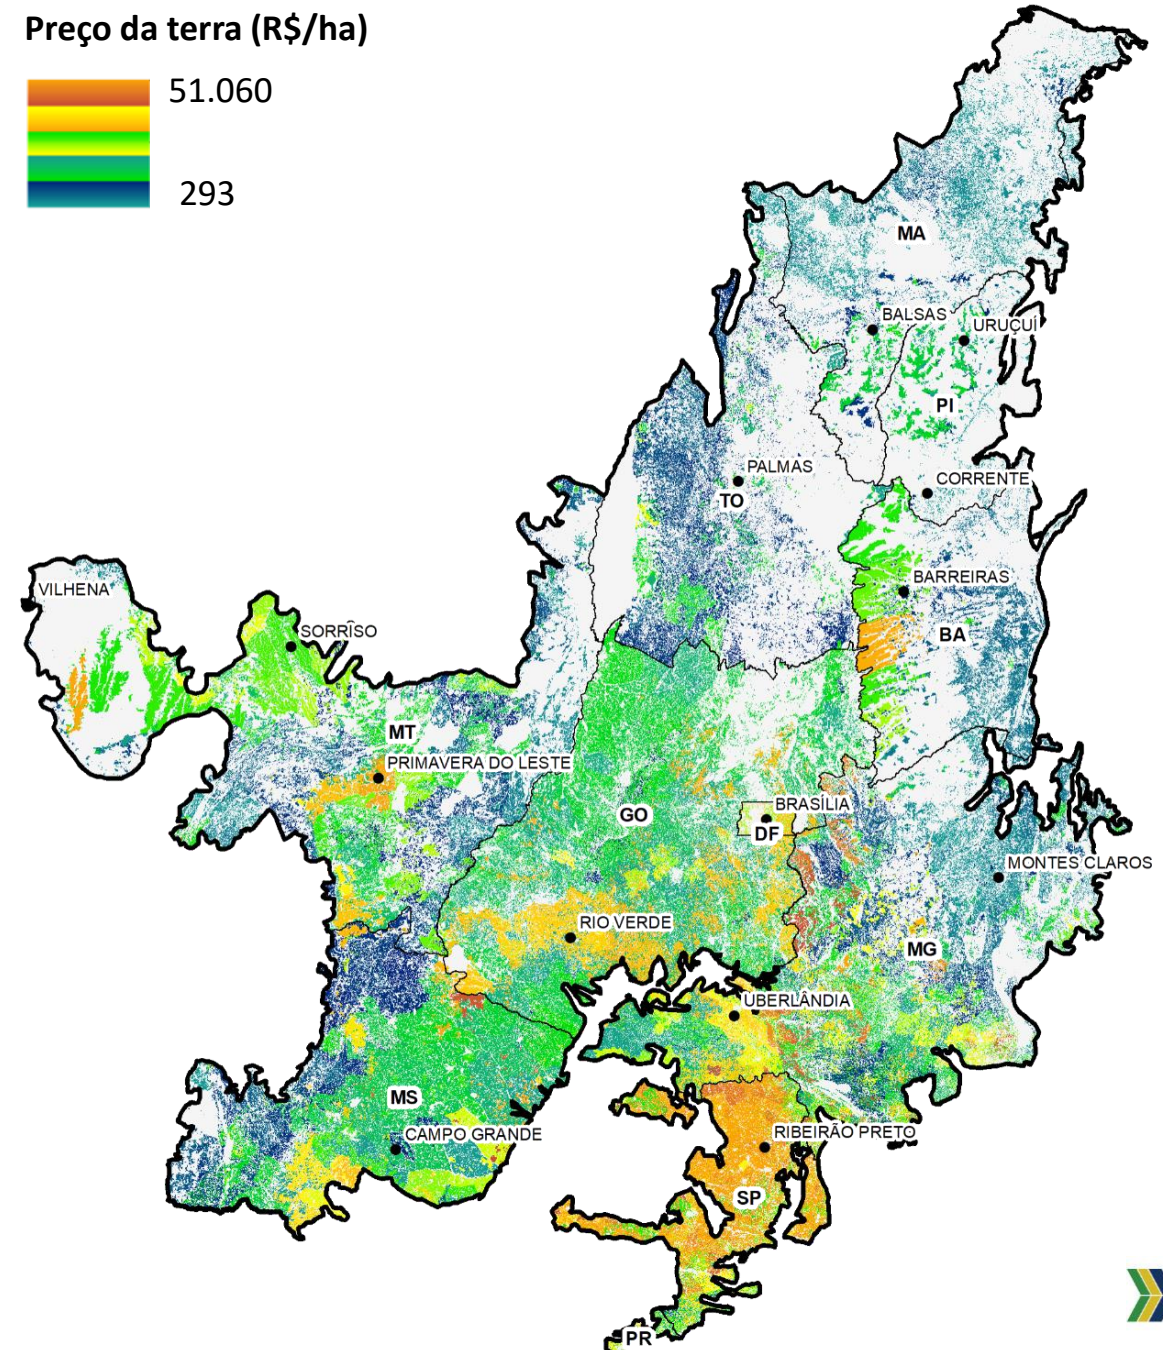 Preço da terra (R$/ha)
51.060
293
MA
BALSAS
URUÇUÍ
PI
PALMAS
TO
CORRENTE
BARREIRAS
BA
VILHENA
SORRISO
MT
PRIMAVERA DO LESTE
GO
BRASÍLIA
DF
MONTES CLAROS
RIO VERDE
MG
UBERLÂNDIA
MS
CAMPO GRANDE
RIBEIRÃO PRETO
SP
PR